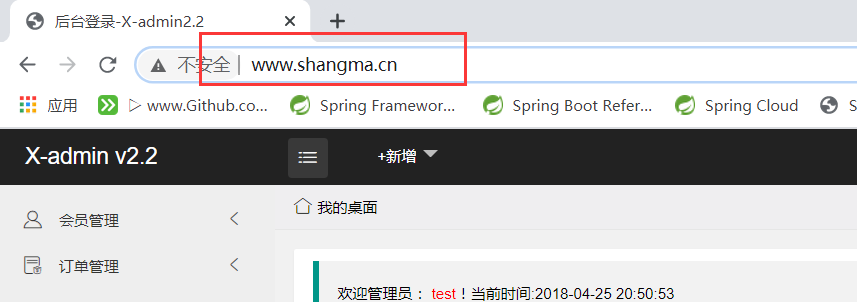 后台登录-X-admin2.2
不安全 | www.shangma.cn
应用 ▷ www.Github.co... Spring Framewor... Spring Boot Refer... Spring Cloud S
X-admin v2.2 +新增
会员管理 我的桌面
订单管理
欢迎管理员：test！当前时间:2018-04-25 20:50:53